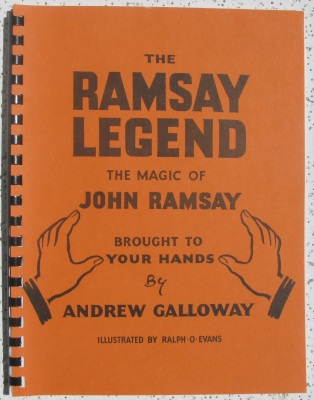 THE
RAMSAY
LEGEND
THE MAGIC OF
JOHN RAMSAY
BROUGHT TO
YOUR HANDS
By
ANDREW GALLOWAY
ILLUSTRATED BY RALPH·O·EVANS